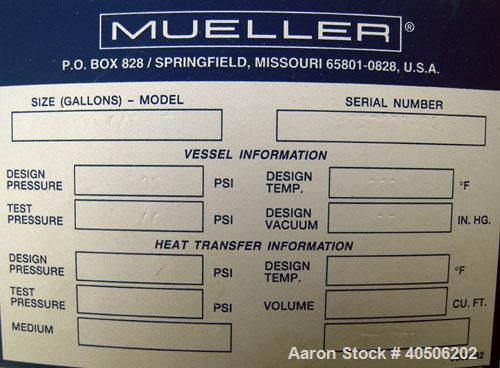 MUELLER®
P.O. BOX 828 / SPRINGFIELD, MISSOURI 65801-0828, U.S.A.
SIZE (GALLONS) – MODEL SERIAL NUMBER
VESSEL INFORMATION
DESIGN PRESSURE PSI DESIGN TEMP. °F
TEST PRESSURE PSI DESIGN VACUUM IN. HG.
HEAT TRANSFER INFORMATION
DESIGN PRESSURE PSI DESIGN TEMP. °F
TEST PRESSURE PSI VOLUME CU. FT.
MEDIUM
Aaron Stock # 40506202